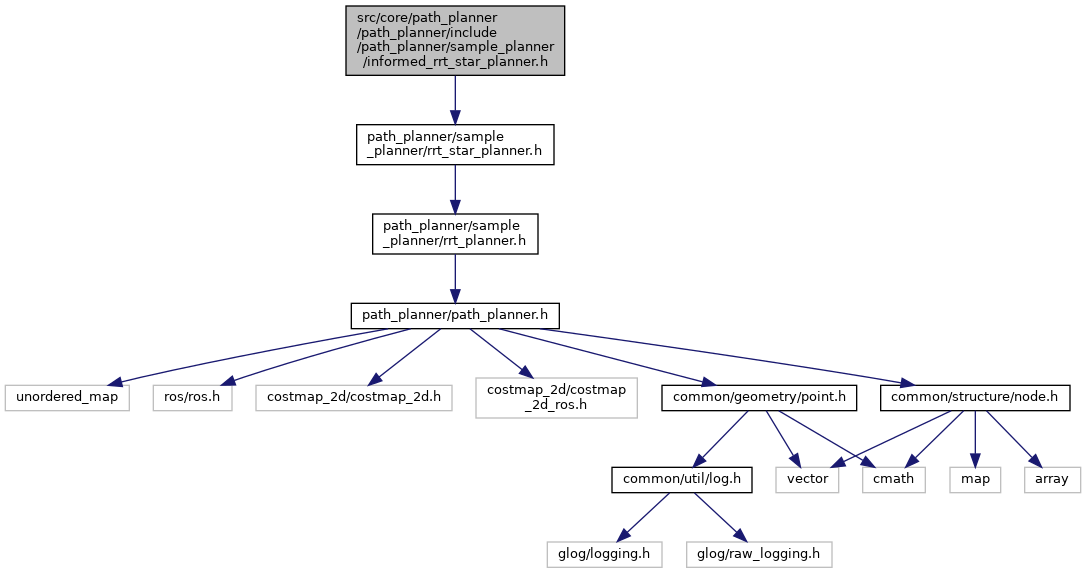 src/core/path_planner
/path_planner/include
/path_planner/sample_planner
/informed_rrt_star_planner.h
path_planner/sample
_planner/rrt_star_planner.h
path_planner/sample
_planner/rrt_planner.h
path_planner/path_planner.h
unordered_map
ros/ros.h
costmap_2d/costmap_2d.h
costmap_2d/costmap
_2d_ros.h
common/geometry/point.h
common/structure/node.h
common/util/log.h
vector
cmath
map
array
glog/logging.h
glog/raw_logging.h